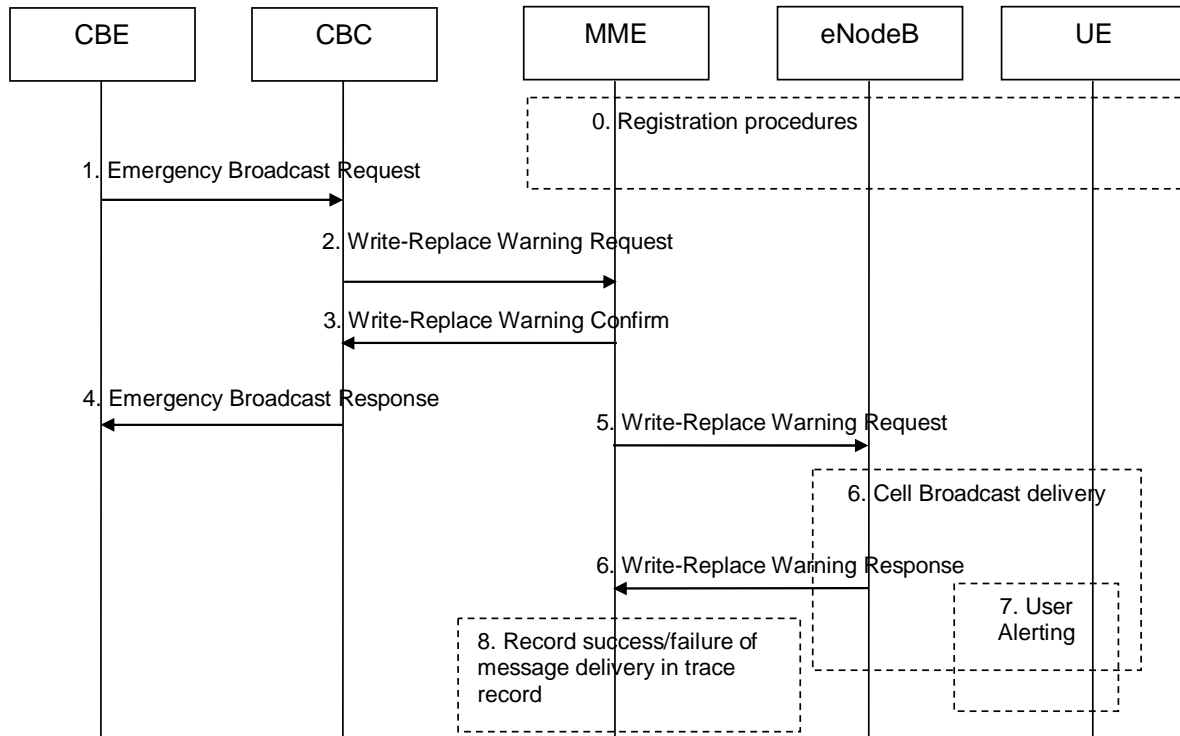 CBE
CBC
MME
eNodeB
UE
0. Registration procedures
1. Emergency Broadcast Request
2. Write-Replace Warning Request
3. Write-Replace Warning Confirm
4. Emergency Broadcast Response
5. Write-Replace Warning Request
6. Cell Broadcast delivery
6. Write-Replace Warning Response
7. User
Alerting
8. Record success/failure of
message delivery in trace
record